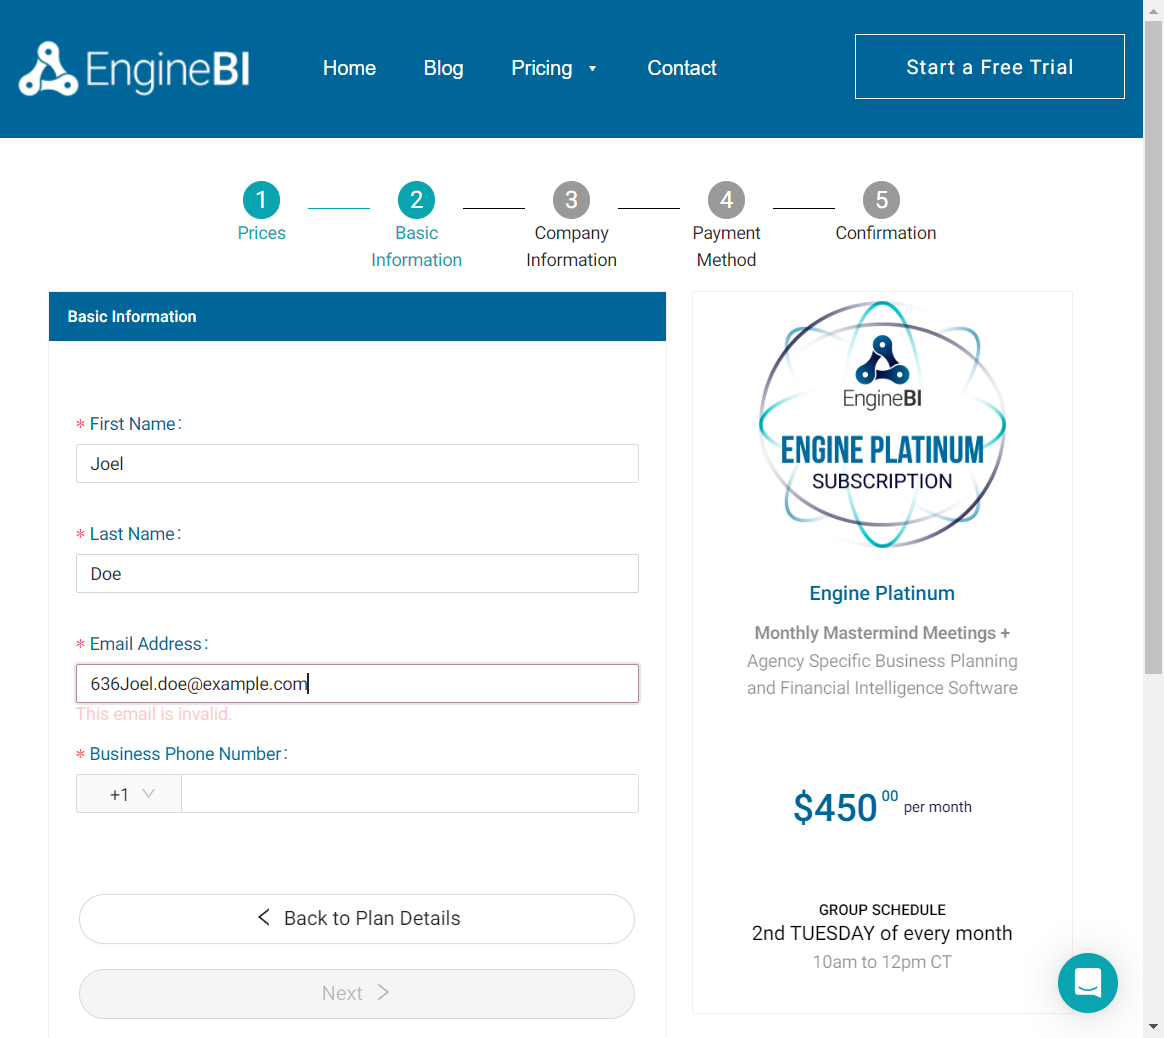 EngineBI
Home
Blog
Pricing
Contact
Start a Free Trial
1
Prices
2
Basic
Information
3
Company
Information
4
Payment
Method
5
Confirmation
Basic Information
* First Name:
Joel
* Last Name:
Doe
* Email Address:
636Joel.doe@example.com
This email is invalid.
* Business Phone Number:
+1
Back to Plan Details
Next
EngineBI
ENGINE PLATINUM
SUBSCRIPTION
Engine Platinum
Monthly Mastermind Meetings +
Agency Specific Business Planning
and Financial Intelligence Software
$450 00 per month
GROUP SCHEDULE
2nd TUESDAY of every month
10am to 12pm CT